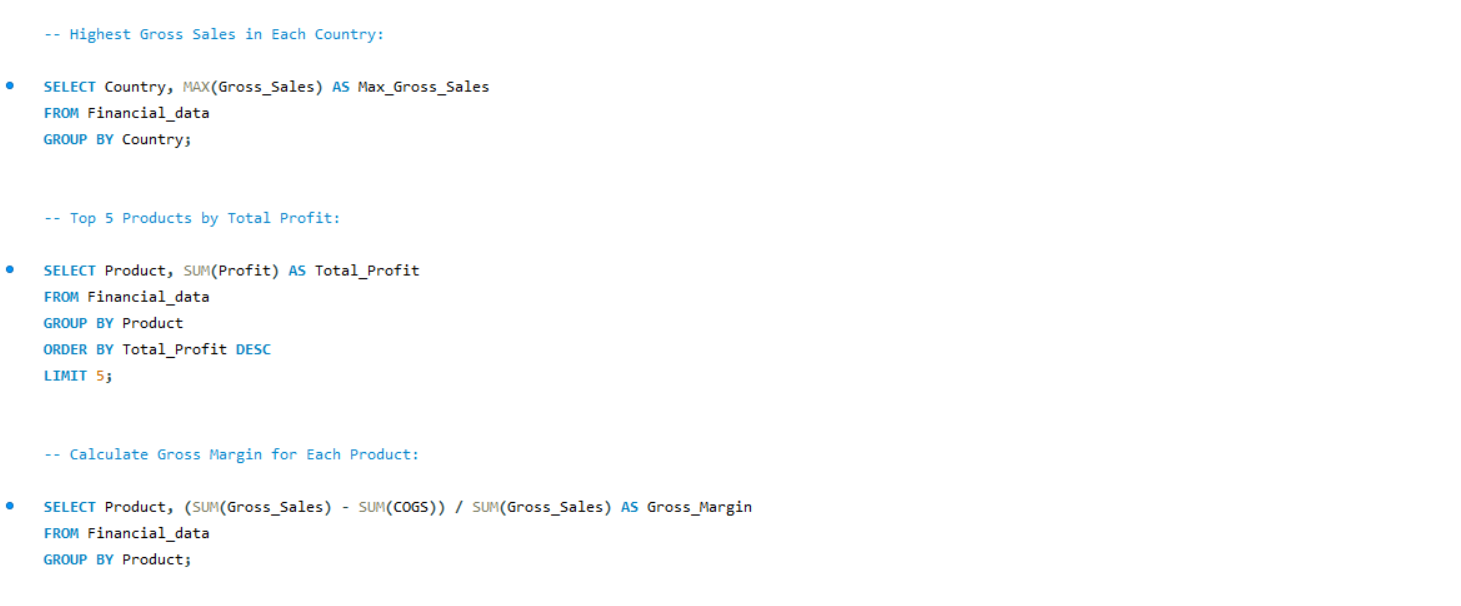 -- Highest Gross Sales in Each Country:
SELECT Country, MAX(Gross_Sales) AS Max_Gross_Sales
FROM Financial_data
GROUP BY Country;
-- Top 5 Products by Total Profit:
SELECT Product, SUM(Profit) AS Total_Profit
FROM Financial_data
GROUP BY Product
ORDER BY Total_Profit DESC
LIMIT 5;
-- Calculate Gross Margin for Each Product:
SELECT Product, (SUM(Gross_Sales) - SUM(COGS)) / SUM(Gross_Sales) AS Gross_Margin
FROM Financial_data
GROUP BY Product;